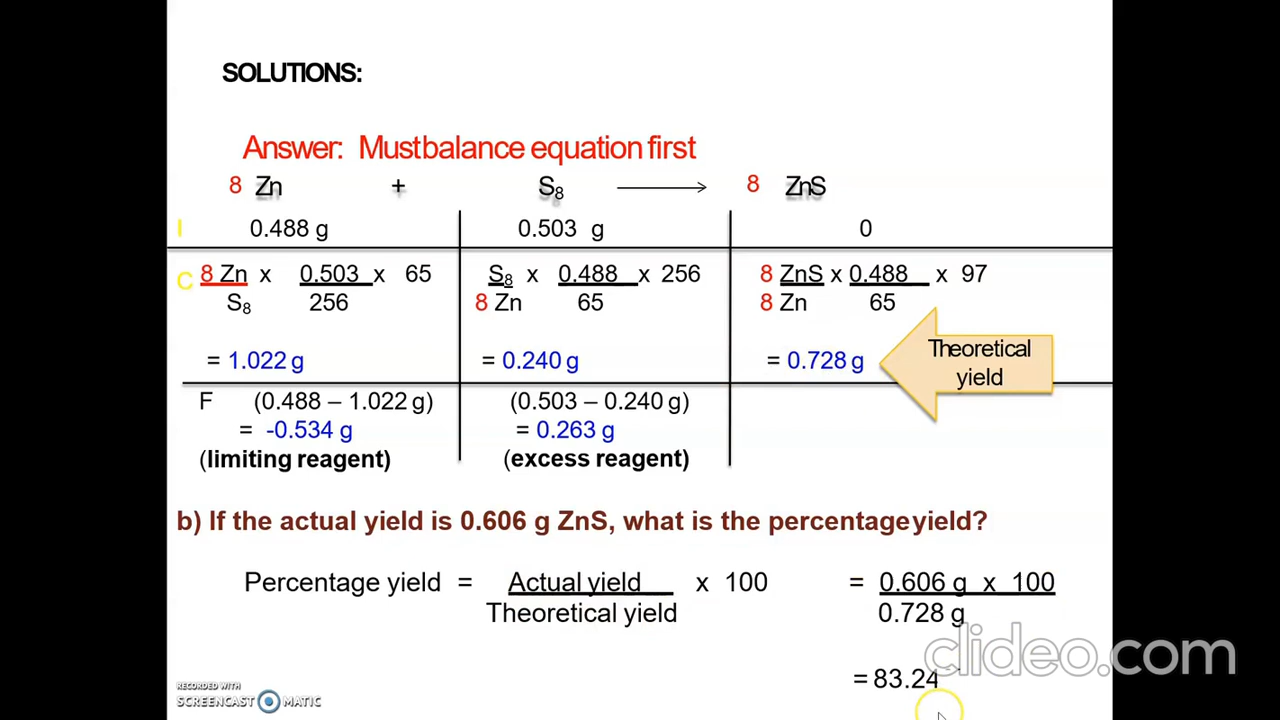 SOLUTIONS:
Answer: Mustbalance equation first
8 Zn + S₈ ⟶ 8 ZnS
I 0.488 g 0.503 g 0
C 8 Zn x 0.503 x 65 S₈ x 0.488 x 256 8 ZnS x 0.488 x 97
S₈ 256 8 Zn 65 8 Zn 65
= 1.022 g = 0.240 g = 0.728 g
Theoretical
yield
F (0.488 – 1.022 g) (0.503 – 0.240 g)
= -0.534 g = 0.263 g
(limiting reagent) (excess reagent)
b) If the actual yield is 0.606 g ZnS, what is the percentageyield?
Percentage yield = Actual yield x 100 = 0.606 g x 100
Theoretical yield 0.728 g
clideo.com
= 83.24
RECORDED WITH
SCREENCAST MATIC